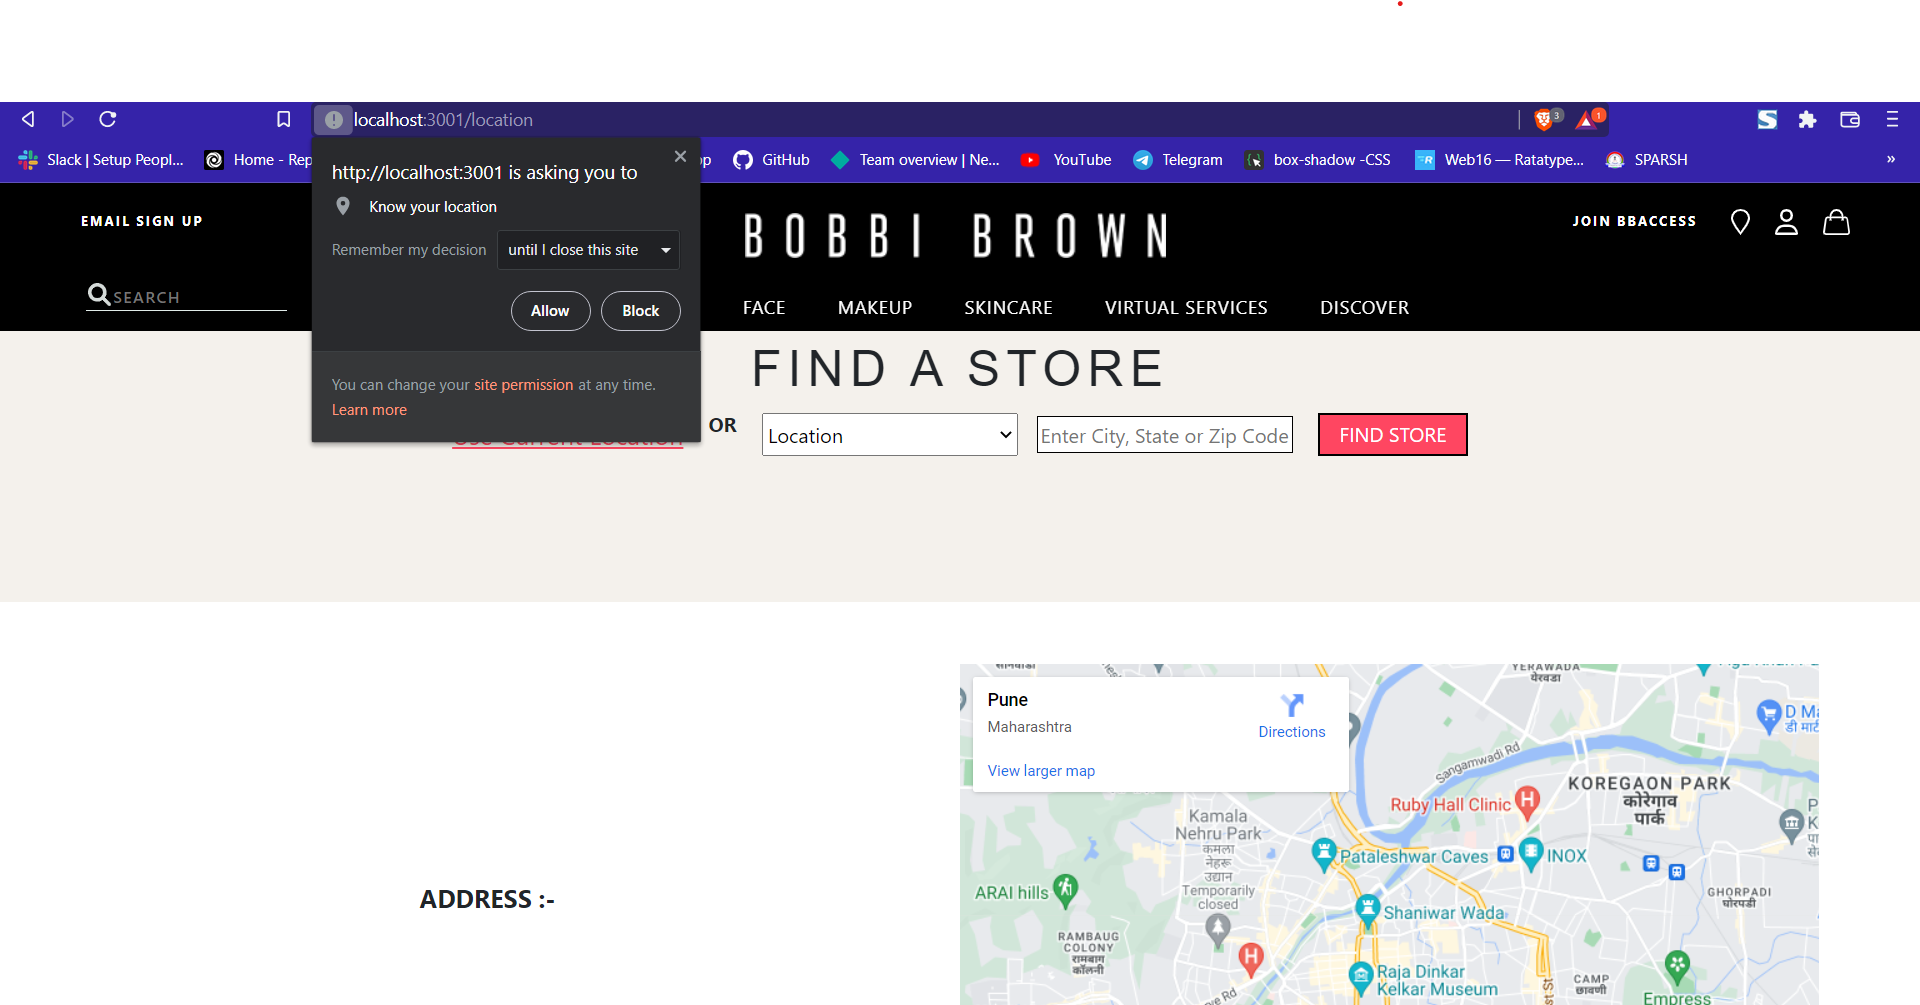 localhost:3001/location
3
1
Slack | Setup Peopl...
Home - Rep
GitHub
Team overview | Ne...
YouTube
Telegram
box-shadow -CSS
Web16 — Ratatype...
SPARSH
»
http://localhost:3001 is asking you to
Know your location
Remember my decision
until I close this site
Allow
Block
You can change your site permission at any time.
Learn more
EMAIL SIGN UP
SEARCH
BOBBI BROWN
JOIN BBACCESS
FACE
MAKEUP
SKINCARE
VIRTUAL SERVICES
DISCOVER
FIND A STORE
Use Current Location
OR
Location
Enter City, State or Zip Code
FIND STORE
ADDRESS :-
Pune
Maharashtra
Directions
View larger map
YERAWADA
येरवडा
D Ma
डी मार्ट
Sangamwadi Rd
KOREGAON PARK
कोरेगाव
पार्क
Ruby Hall Clinic
Kamala
Nehru Park
कमला
नेहरू
उद्यान
Temporarily
closed
Pataleshwar Caves
INOX
ARAI hills
GHORPADI
घोरपडी
Shaniwar Wada
RAMBAUG
COLONY
रामबाग
कॉलनी
Raja Dinkar
Kelkar Museum
CAMP
छावणी
Empress